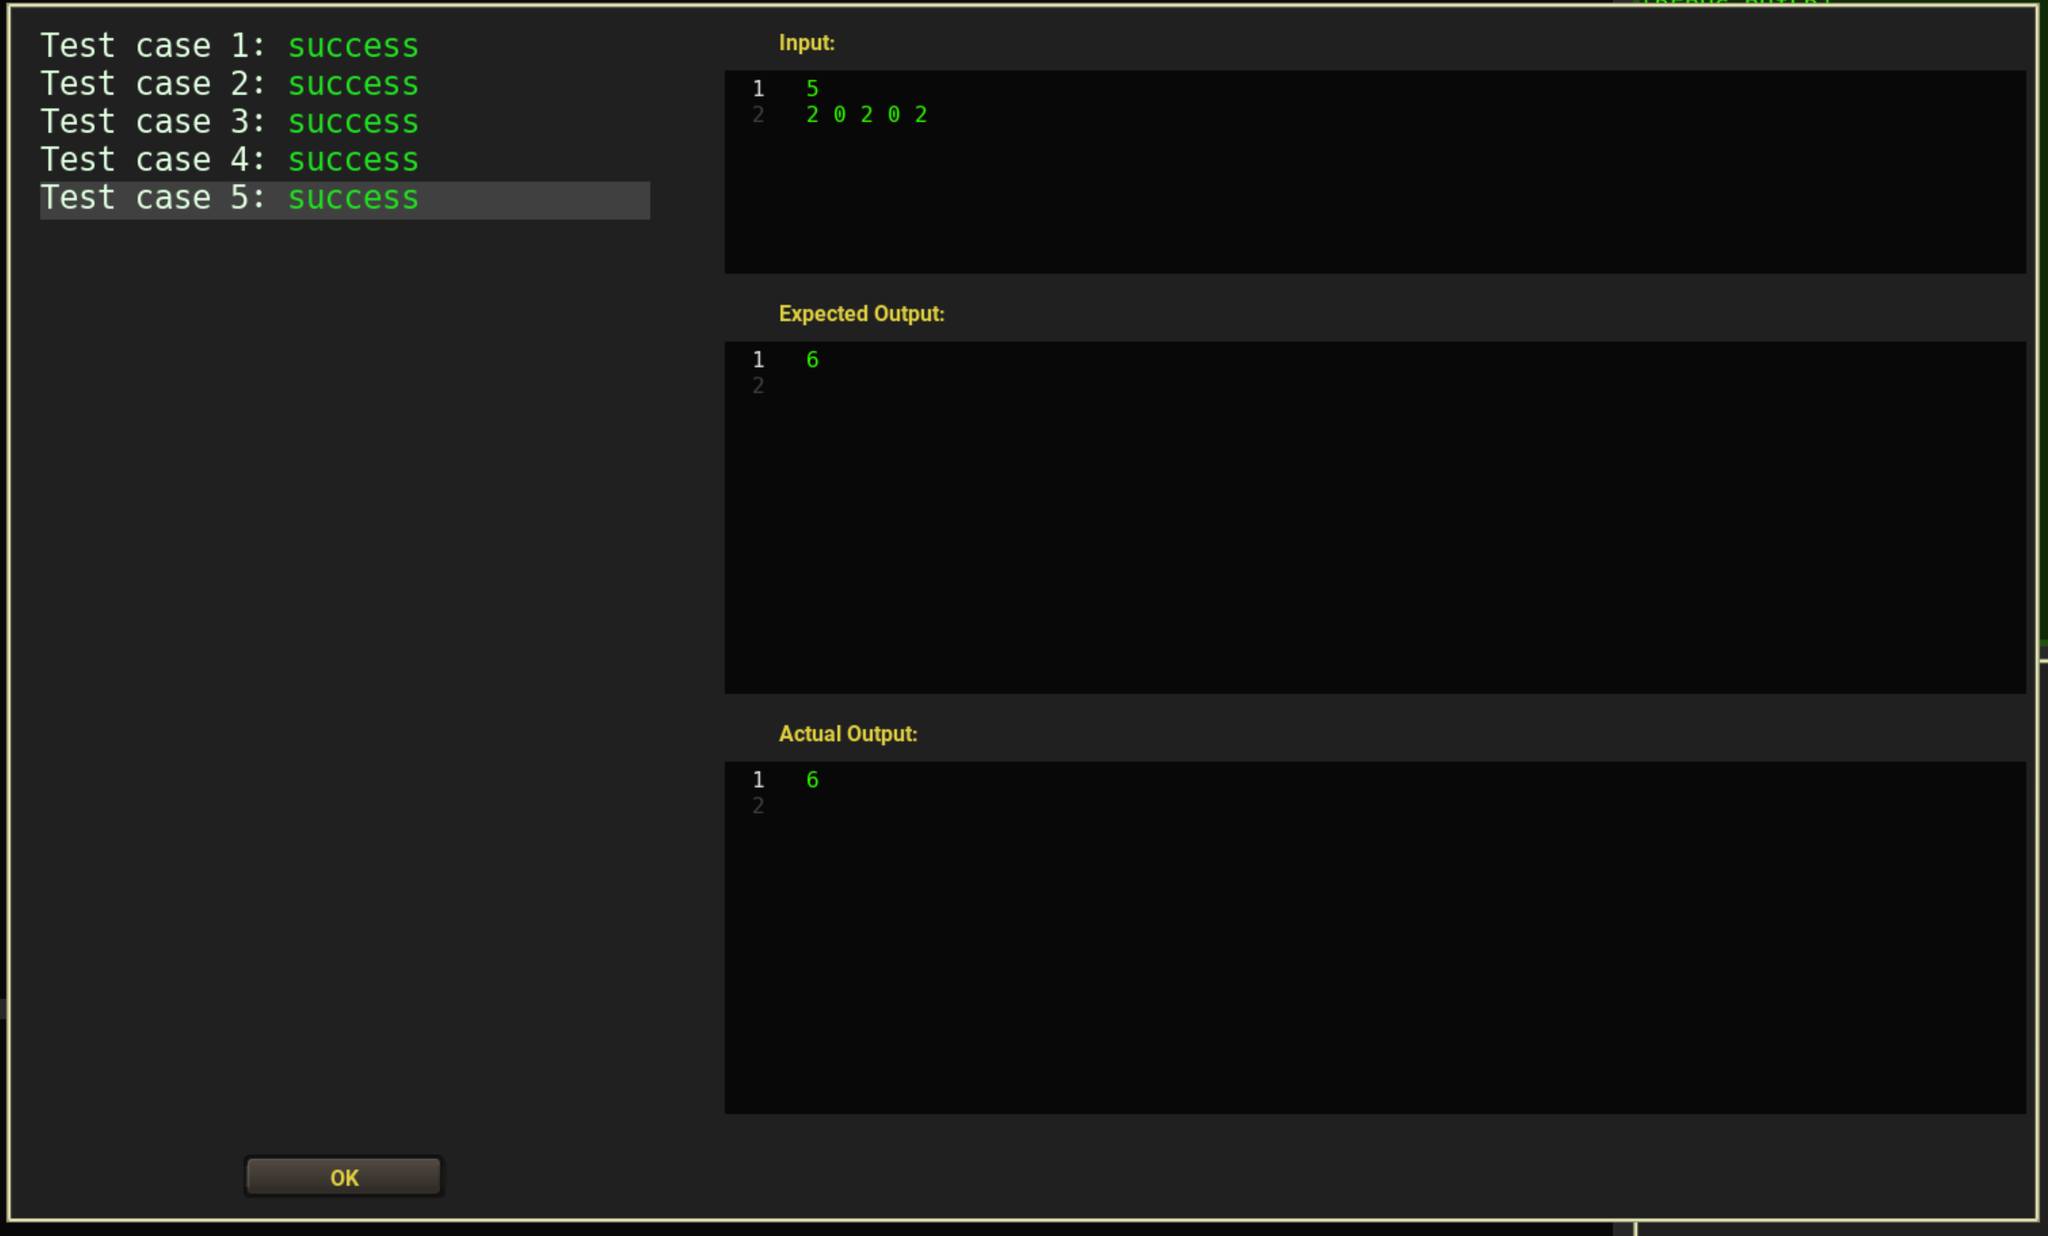 Test case 1: success
Test case 2: success
Test case 3: success
Test case 4: success
Test case 5: success
Input:
1 5
2 2 0 2 0 2
Expected Output:
1 6
2
Actual Output:
1 6
2
OK